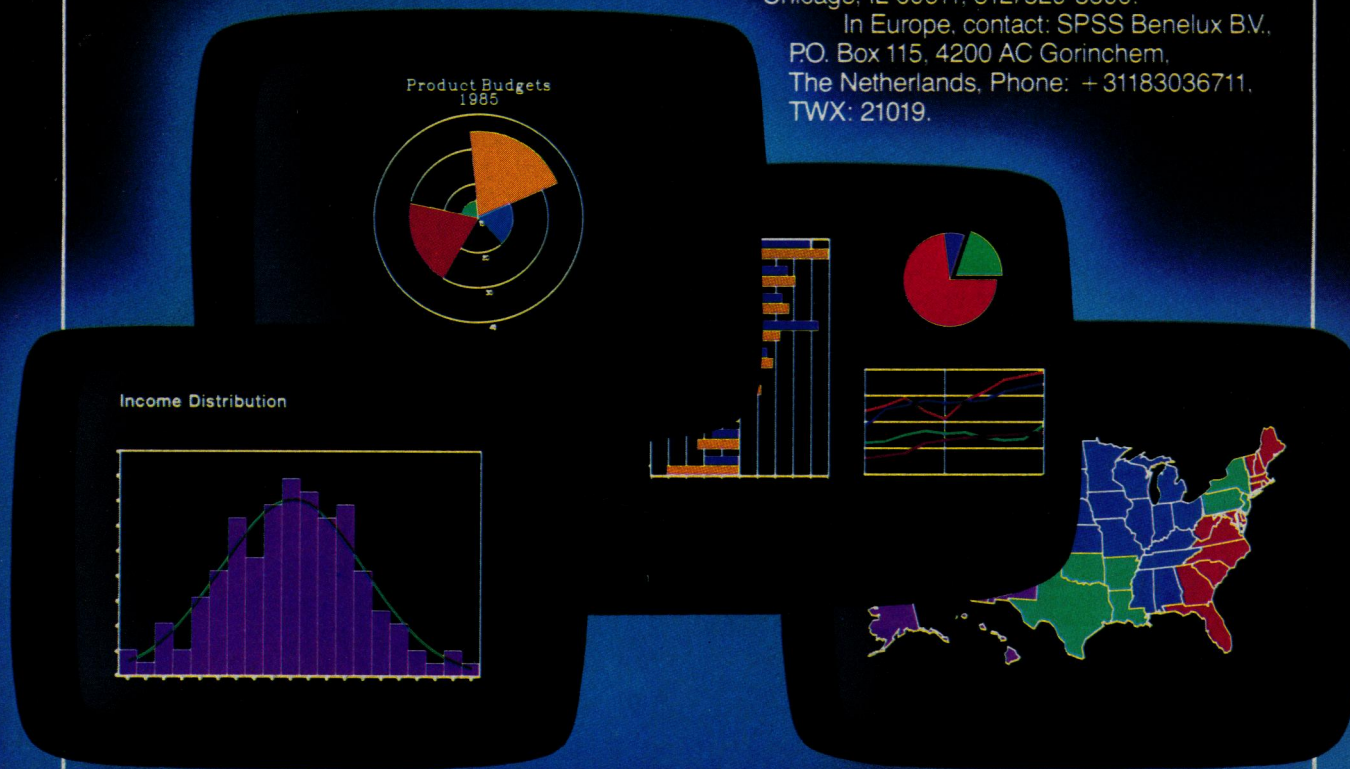 In Europe, contact: SPSS Benelux B.V.,
P.O. Box 115, 4200 AC Gorinchem,
The Netherlands, Phone: +31183036711.
TWX: 21019.
Product Budgets
1985
Income Distribution